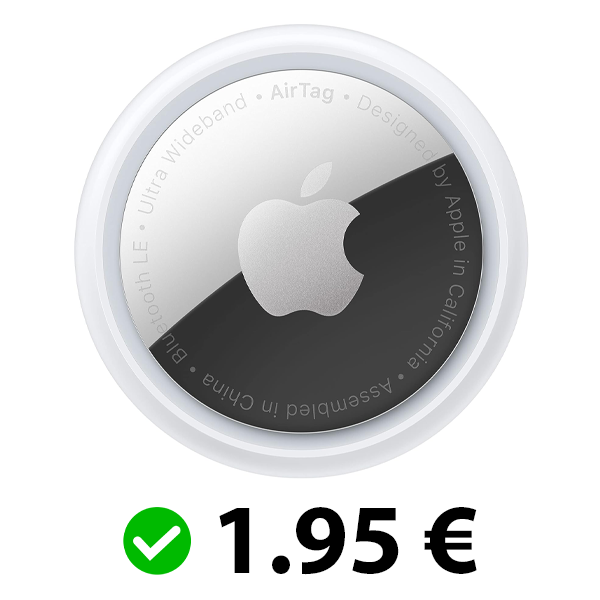 Bluetooth LE • Ultra Wideband • AirTag • Designed by Apple in California • Assembled in China •
1.95 €